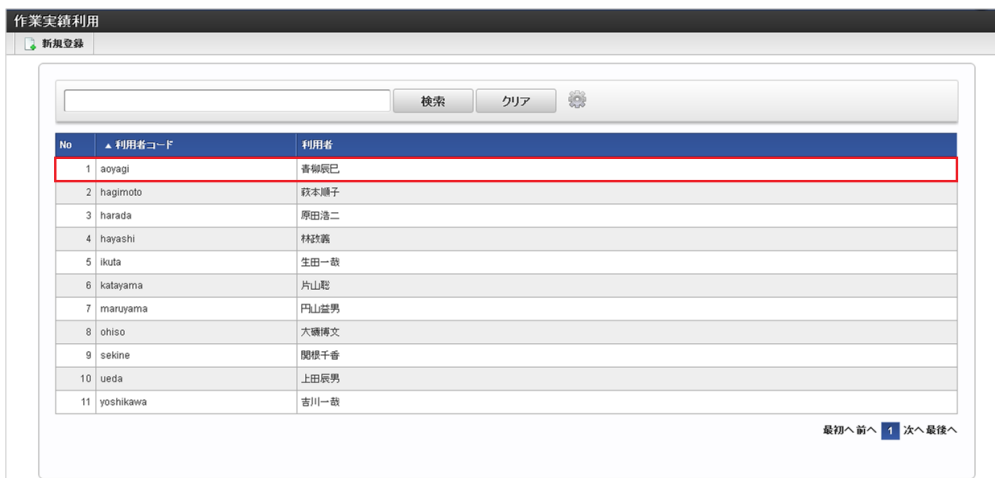 作業実績利用
新規登録
検索 クリア
No ▲ 利用者コード 利用者
1 aoyagi 青柳辰巳
2 hagimoto 萩本順子
3 harada 原田浩二
4 hayashi 林政義
5 ikuta 生田一哉
6 katayama 片山聡
7 maruyama 円山益男
8 ohiso 大磯博文
9 sekine 関根千香
10 ueda 上田辰男
11 yoshikawa 吉川一哉
最初へ 前へ 1 次へ 最後へ